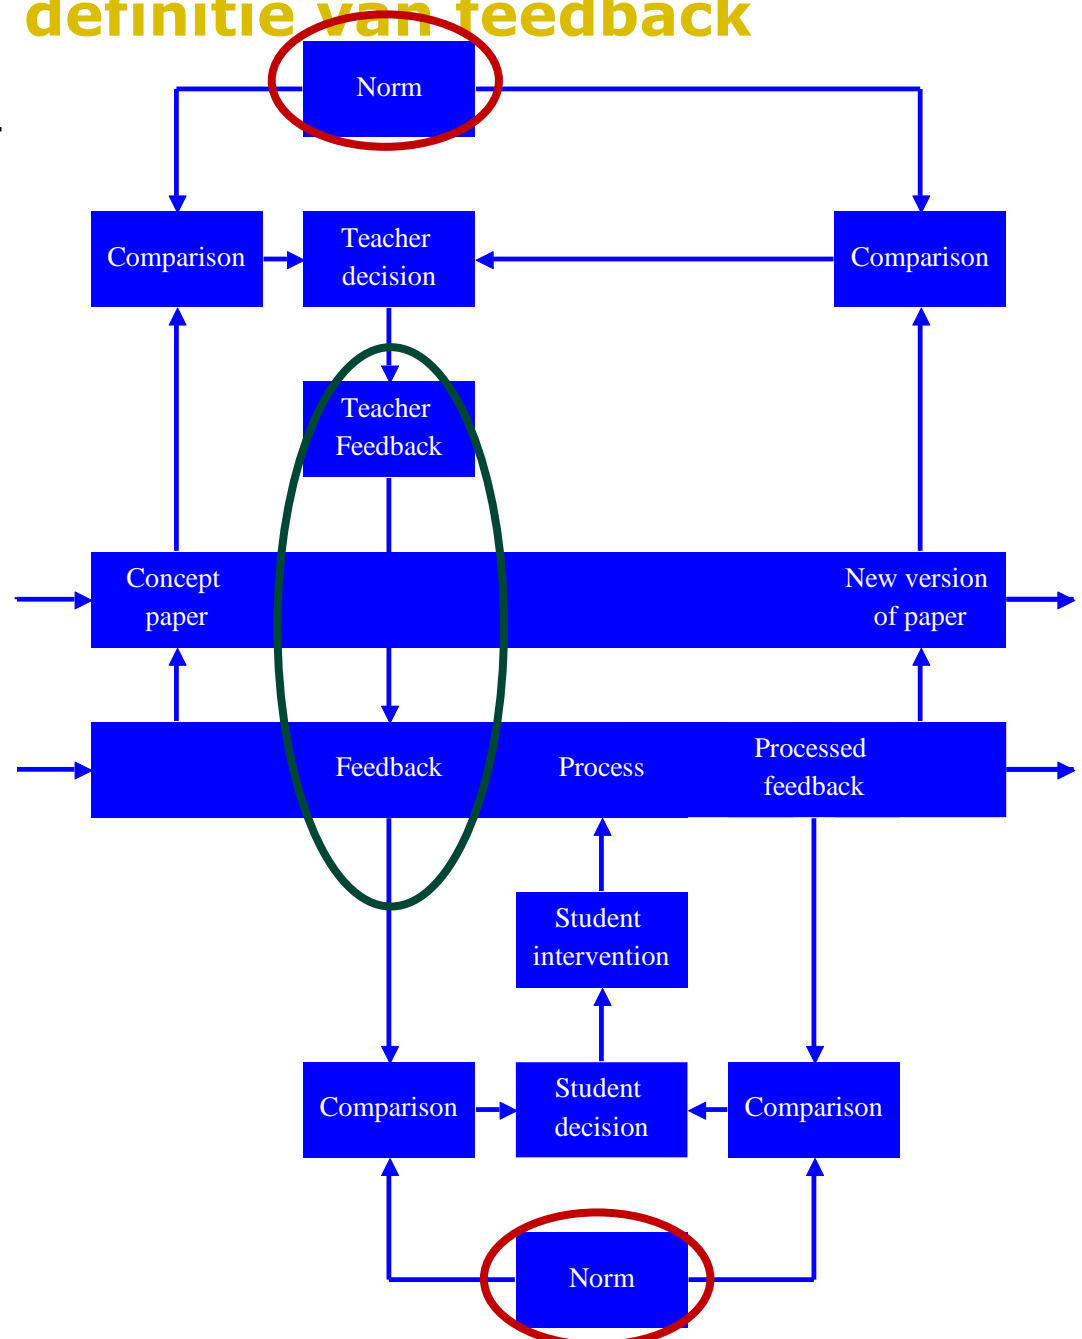 definitie van feedback
Norm
Comparison
Teacher
decision
Comparison
Teacher
Feedback
Concept
paper
New version
of paper
Feedback
Process
Processed
feedback
Student
intervention
Comparison
Student
decision
Comparison
Norm